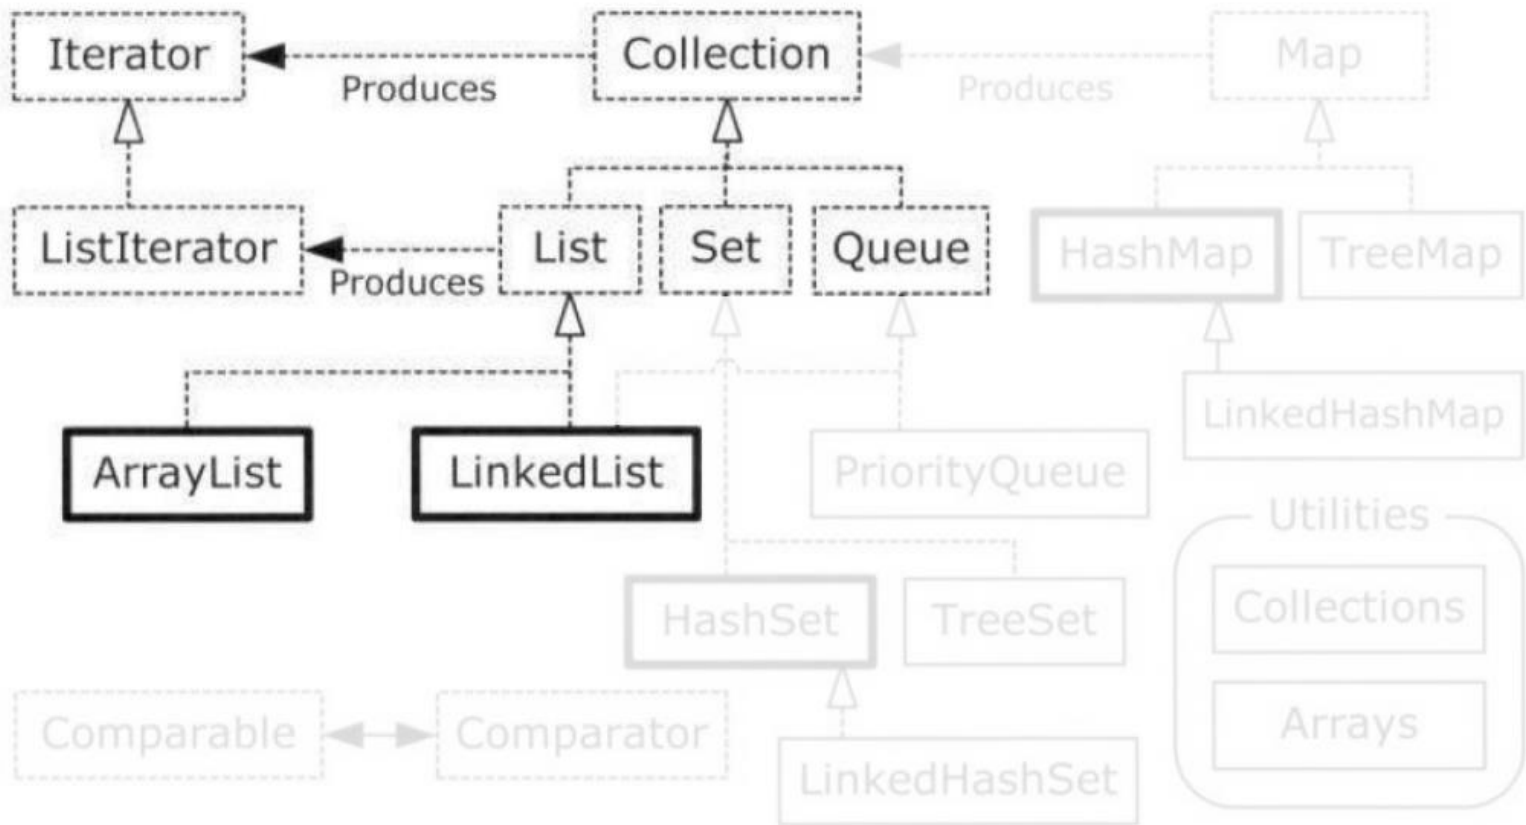 Iterator
Produces
Collection
Produces
Map
ListIterator
Produces
List
Set
Queue
HashMap
TreeMap
ArrayList
LinkedList
PriorityQueue
LinkedHashMap
Utilities
Collections
Arrays
HashSet
TreeSet
Comparable
Comparator
LinkedHashSet